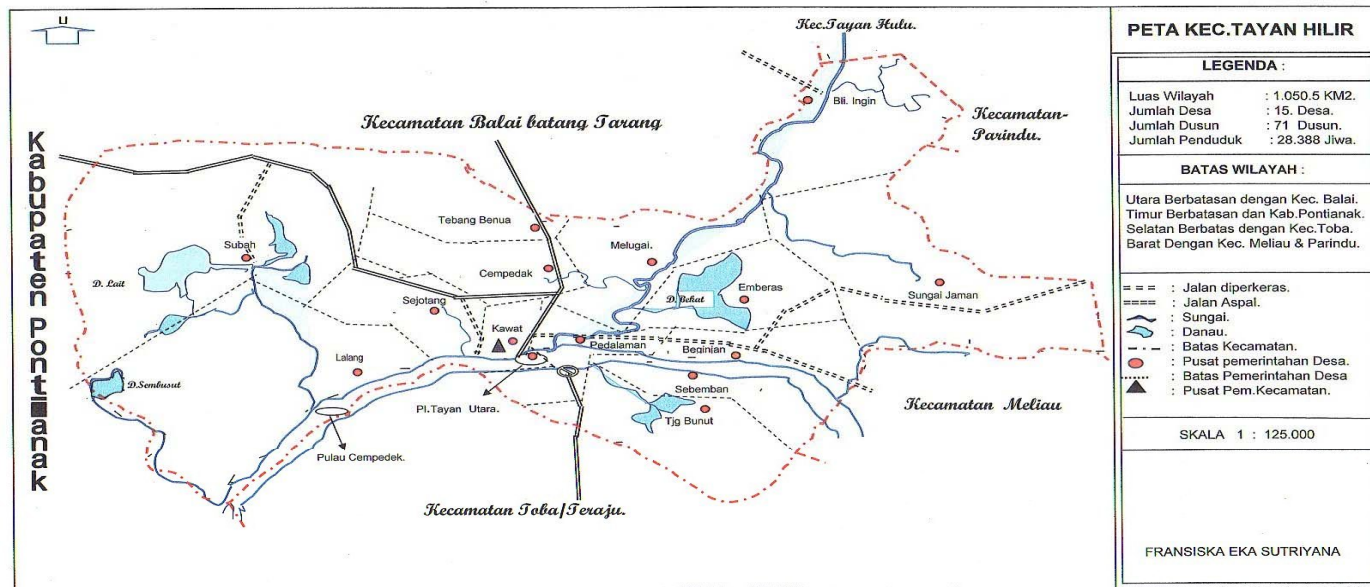 U
Kec.Tayan Hulu.
Bli. Ingin
Kecamatan-
Parindu.
Kecamatan Balai batang Tarang
Kabupaten Pontianak
Tebang Benua
Subah
Melugai.
Cempedak
D. Lait
D.Bekat
Emberas
Sungai Jaman
Sejotang
Kawat
Pedalaman
Beginjan
Lalang
D.Sembusut
Sebemban
Pl.Tayan Utara.
Tjg Bunut
Kecamatan Meliau
Pulau Cempedek.
Kecamatan Toba/Teraju.
PETA KEC.TAYAN HILIR
LEGENDA :
Luas Wilayah : 1.050.5 KM2.
Jumlah Desa : 15. Desa.
Jumlah Dusun : 71 Dusun.
Jumlah Penduduk : 28.388 Jiwa.
BATAS WILAYAH :
Utara Berbatasan dengan Kec. Balai.
Timur Berbatasan dan Kab.Pontianak.
Selatan Berbatas dengan Kec.Toba.
Barat Dengan Kec. Meliau & Parindu.
: Jalan diperkeras.
: Jalan Aspal.
: Sungai.
: Danau.
: Batas Kecamatan.
: Pusat pemerintahan Desa.
: Batas Pemerintahan Desa
: Pusat Pem.Kecamatan.
SKALA 1 : 125.000
FRANSISKA EKA SUTRIYANA